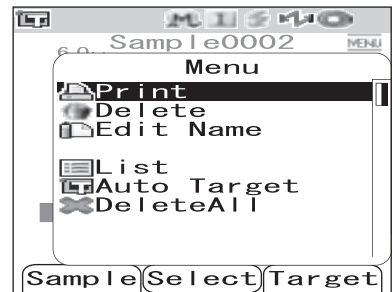 Sample0002 MENU
Menu
Print
Delete
Edit Name
List
Auto Target
DeleteAll
Sample Select Target